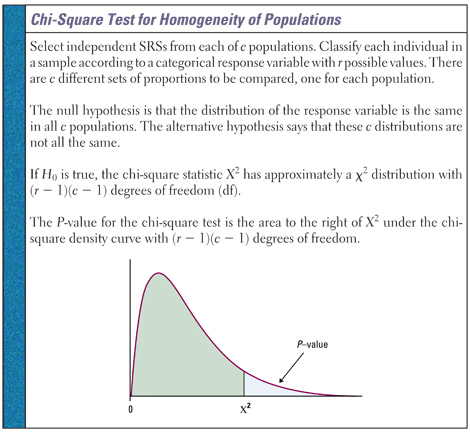 Chi-Square Test for Homogeneity of Populations
Select independent SRSs from each of c populations. Classify each individual in
a sample according to a categorical response variable with r possible values. There
are c different sets of proportions to be compared, one for each population.
The null hypothesis is that the distribution of the response variable is the same
in all c populations. The alternative hypothesis says that these c distributions are
not all the same.
If H₀ is true, the chi-square statistic X² has approximately a χ² distribution with
(r − 1)(c − 1) degrees of freedom (df).
The P-value for the chi-square test is the area to the right of X² under the chi-
square density curve with (r − 1)(c − 1) degrees of freedom.
P–value
0
X²